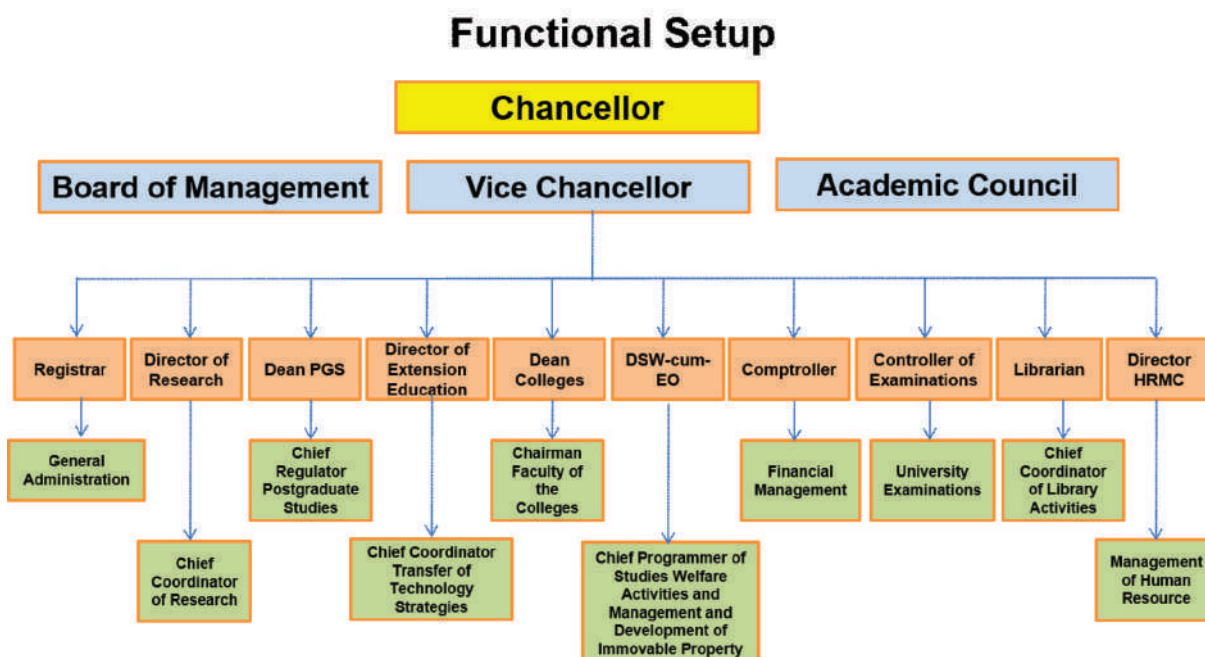 Functional Setup
Chancellor
Board of Management
Vice Chancellor
Academic Council
Registrar
Director of
Research
Dean PGS
Director of
Extension
Education
Dean
Colleges
DSW-cum-
EO
Comptroller
Controller of
Examinations
Librarian
Director
HRMC
General
Administration
Chief
Coordinator
of Research
Chief
Regulator
Postgraduate
Studies
Chief Coordinator
Transfer of
Technology
Strategies
Chairman
Faculty of
the
Colleges
Chief Programmer of
Studies Welfare
Activities and
Management and
Development of
Immovable Property
Financial
Management
University
Examinations
Chief
Coordinator
of Library
Activities
Management
of Human
Resource